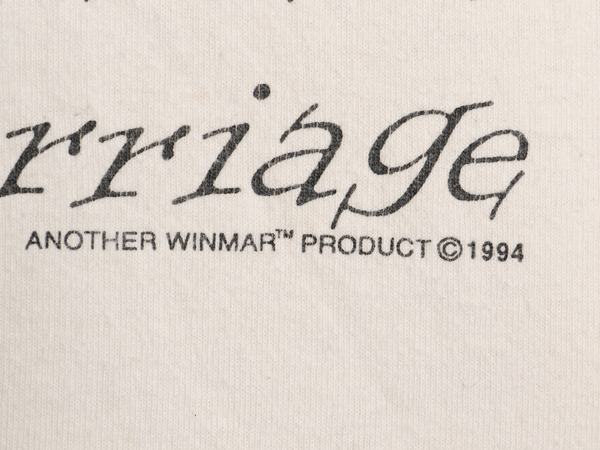 rriage
ANOTHER WINMAR™ PRODUCT ©1994